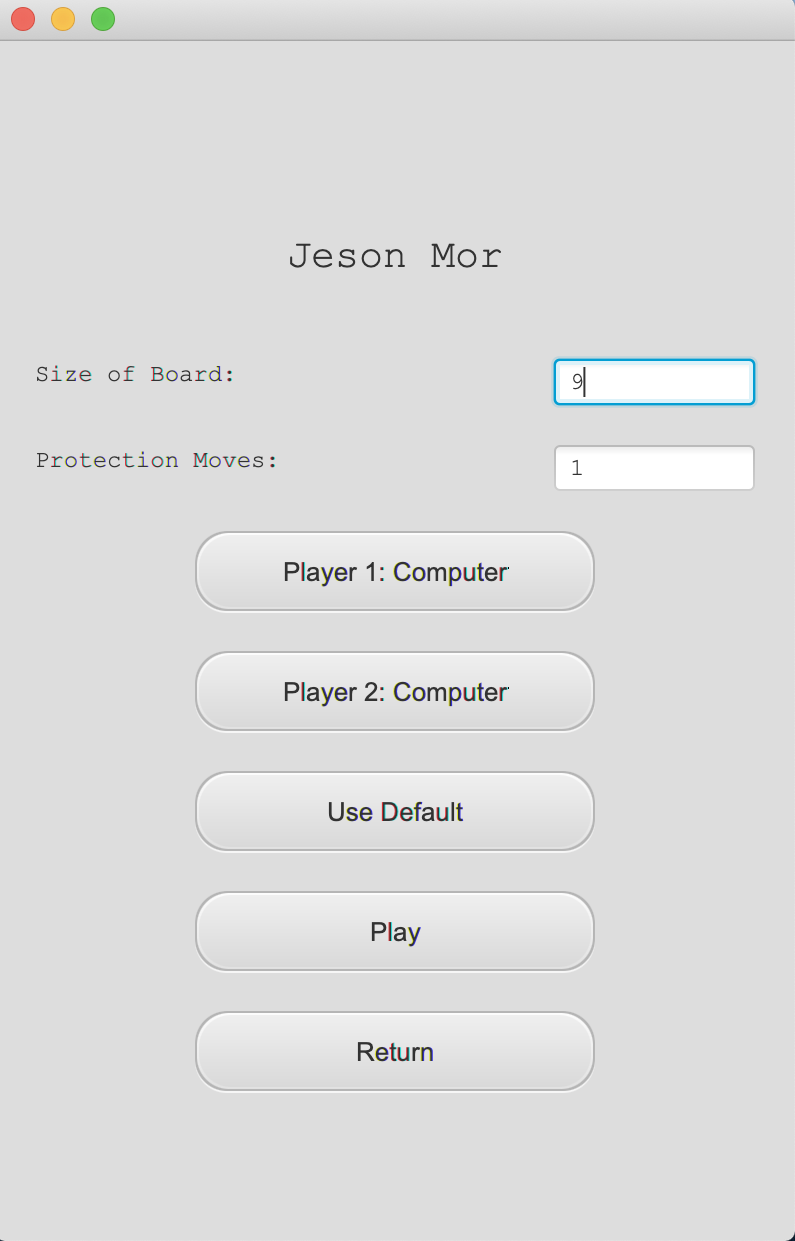 Jeson Mor
Size of Board: 9
Protection Moves: 1
Player 1: Computer
Player 2: Computer
Use Default
Play
Return